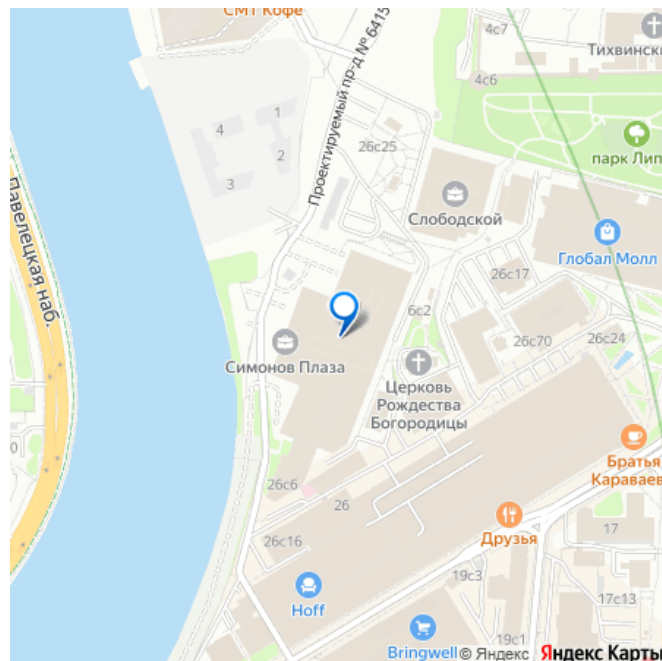 СМТ Кофе
4с7
Тихвински
4с6
Проектируемый пр-д № 6415
4
1
2
3
26с25
парк Лип
Павелецкая наб.
Слободской
Глобал Молл
26с17
6с2
26с70
26с24
Симонов Плаза
Церковь
Рождества
Богородицы
Братья
Караваев
26с6
26
26с16
Друзья
17
Hoff
19с3
17с13
Bringwell
19с1
© Яндекс
Яндекс Карты